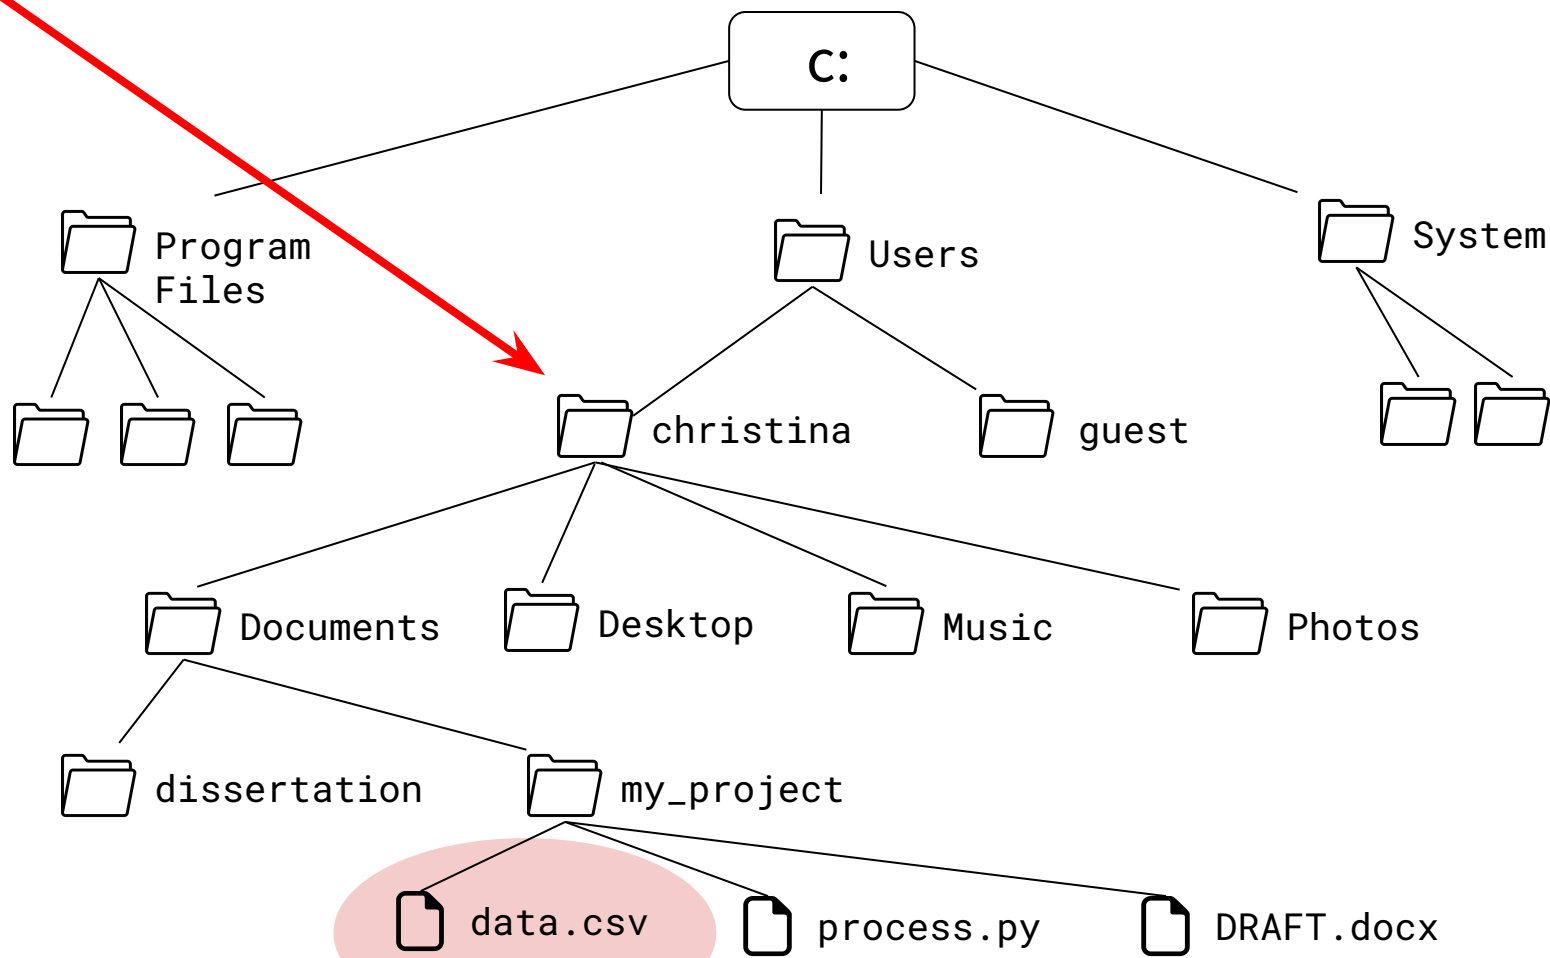 C:
Program
Files
Users
System
christina
guest
Documents
Desktop
Music
Photos
dissertation
my_project
data.csv
process.py
DRAFT.docx